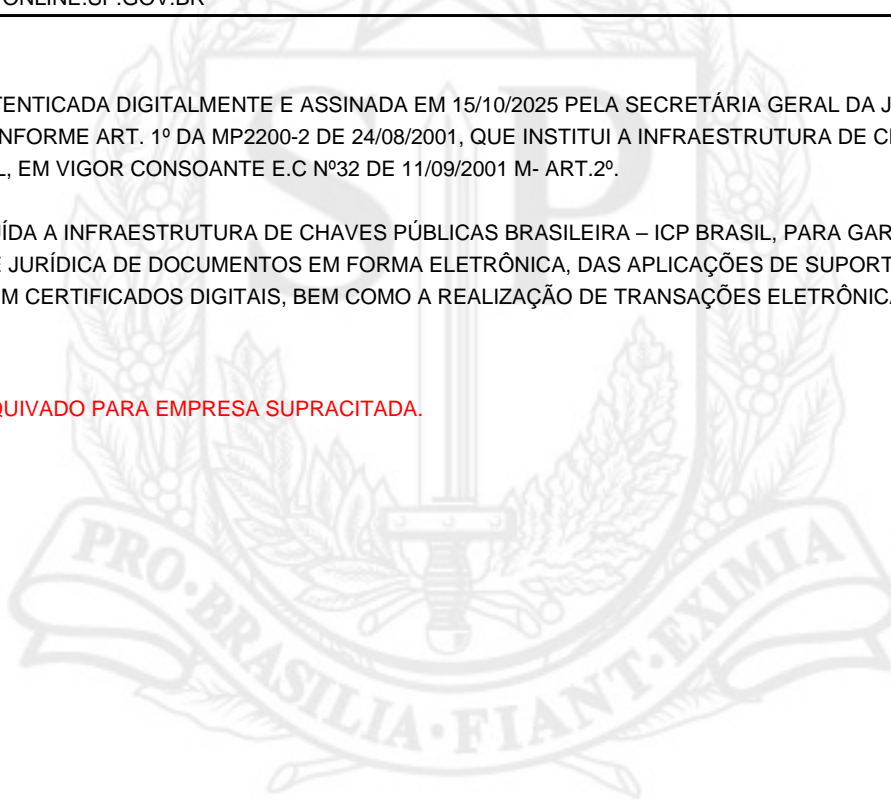 ONLINE.SP.GOV.BR
TENTICADA DIGITALMENTE E ASSINADA EM 15/10/2025 PELA SECRETÁRIA GERAL DA J
NFORME ART. 1º DA MP2200-2 DE 24/08/2001, QUE INSTITUI A INFRAESTRUTURA DE C
L, EM VIGOR CONSOANTE E.C Nº32 DE 11/09/2001 M- ART.2º.
ÍDA A INFRAESTRUTURA DE CHAVES PÚBLICAS BRASILEIRA – ICP BRASIL, PARA GAR
E JURÍDICA DE DOCUMENTOS EM FORMA ELETRÔNICA, DAS APLICAÇÕES DE SUPORT
M CERTIFICADOS DIGITAIS, BEM COMO A REALIZAÇÃO DE TRANSAÇÕES ELETRÔNICA
QUIVADO PARA EMPRESA SUPRACITADA.
SP
PRO·BRASILIA·FIANT·EXIMIA